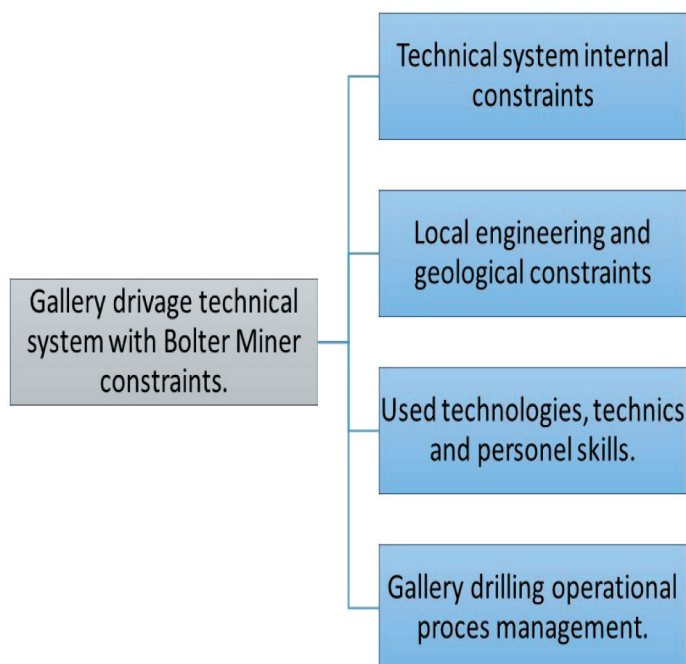 Technical system internal
constraints
Local engineering and
geological constraints
Gallery drivage technical
system with Bolter Miner
constraints.
Used technologies, technics
and personel skills.
Gallery drilling operational
proces management.